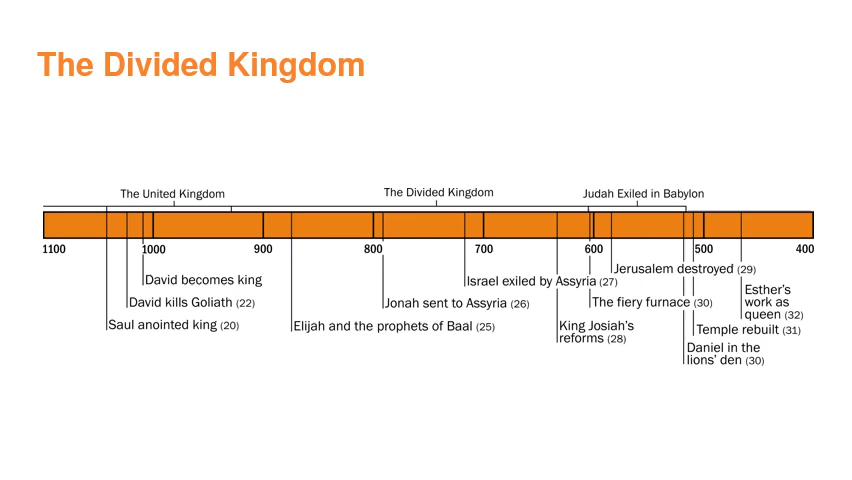 The Divided Kingdom
The United Kingdom
The Divided Kingdom
Judah Exiled in Babylon
1100
1000
900
800
700
600
500
400
David becomes king
David kills Goliath (22)
Saul anointed king (20)
Elijah and the prophets of Baal (25)
Jonah sent to Assyria (26)
Israel exiled by Assyria (27)
King Josiah's
reforms (28)
The fiery furnace (30)
Jerusalem destroyed (29)
Daniel in the
lions' den (30)
Temple rebuilt (31)
Esther's
work as
queen (32)